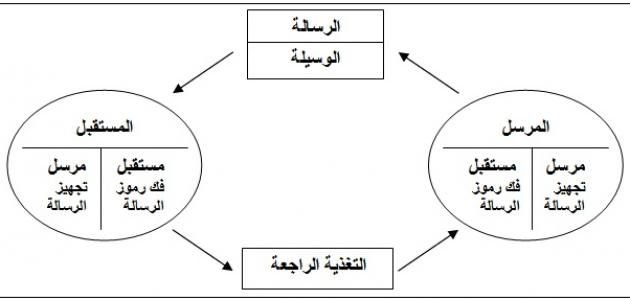 الرسالة
الوسيلة
المرسل
مرسل
تجهيز
الرسالة
مستقبل
فك رموز
الرسالة
المستقبل
مستقبل
فك رموز
الرسالة
مرسل
تجهيز
الرسالة
التغذية الراجعة